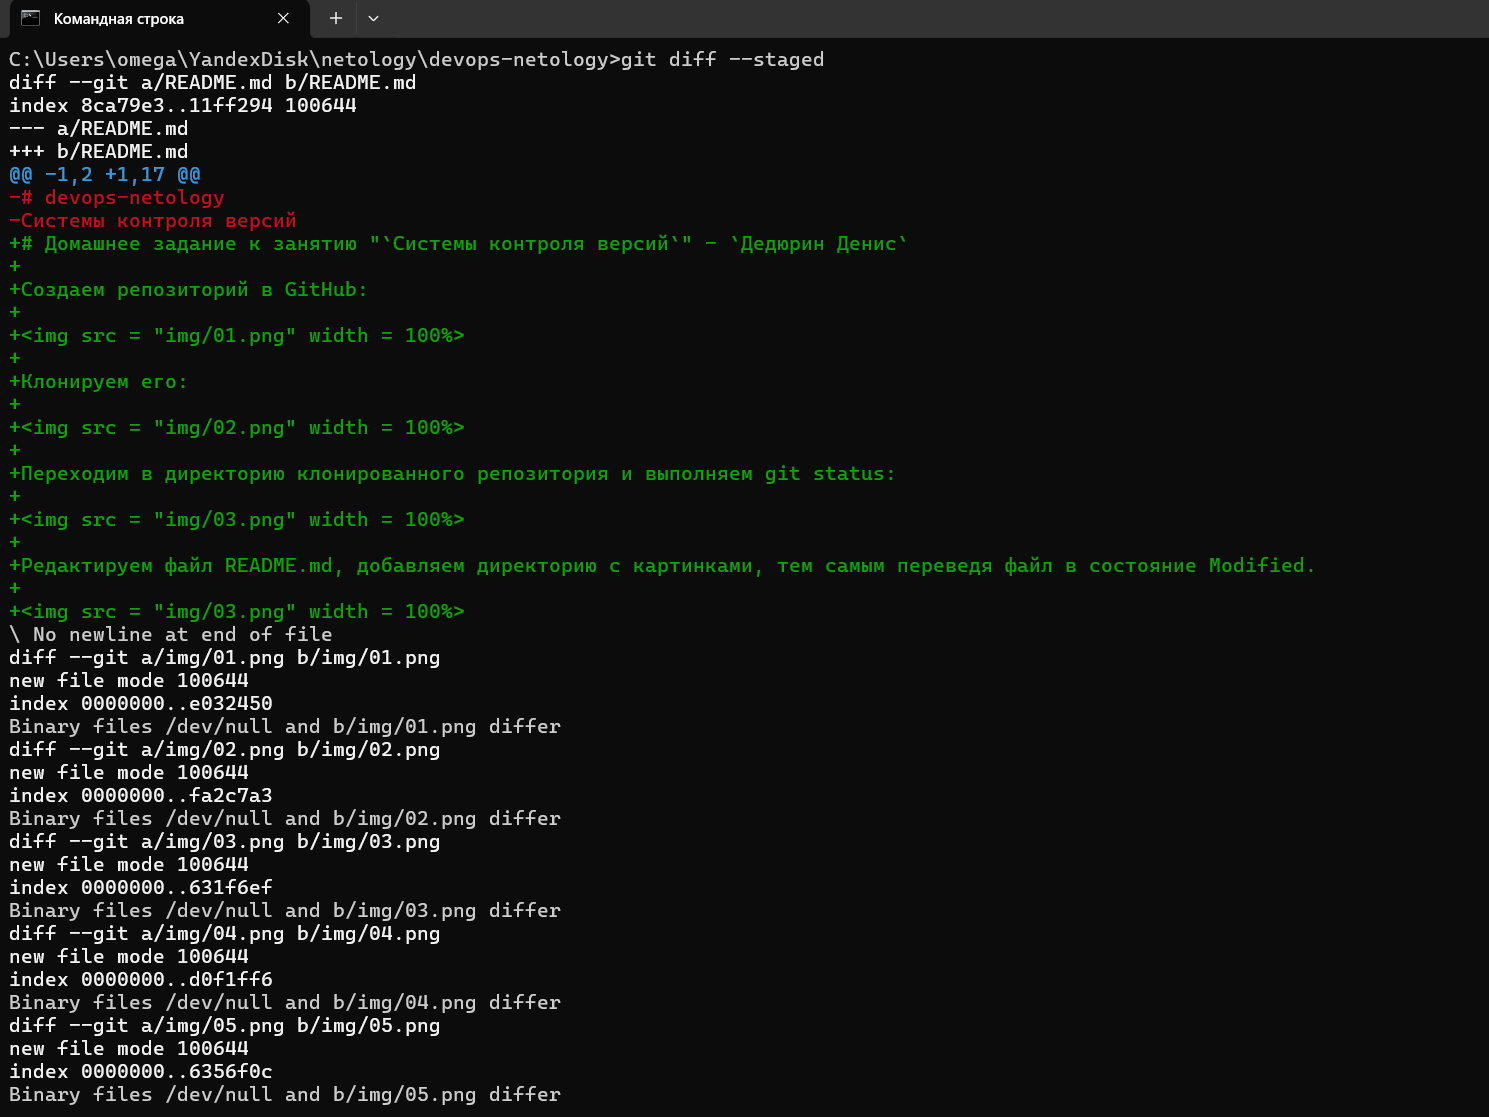 Командная строка
C:\Users\omega\YandexDisk\netology\devops-netology>git diff --staged
diff --git a/README.md b/README.md
index 8ca79e3..11ff294 100644
--- a/README.md
+++ b/README.md
@@ -1,2 +1,17 @@
-# devops-netology
-Системы контроля версий
+# Домашнее задание к занятию "`Системы контроля версий`" - `Дедюрин Денис`
+
+Создаем репозиторий в GitHub:
+
+<img src = "img/01.png" width = 100%>
+
+Клонируем его:
+
+<img src = "img/02.png" width = 100%>
+
+Переходим в директорию клонированного репозитория и выполняем git status:
+
+<img src = "img/03.png" width = 100%>
+
+Редактируем файл README.md, добавляем директорию с картинками, тем самым переведя файл в состояние Modified.
+
+<img src = "img/03.png" width = 100%>
\ No newline at end of file
diff --git a/img/01.png b/img/01.png
new file mode 100644
index 0000000..e032450
Binary files /dev/null and b/img/01.png differ
diff --git a/img/02.png b/img/02.png
new file mode 100644
index 0000000..fa2c7a3
Binary files /dev/null and b/img/02.png differ
diff --git a/img/03.png b/img/03.png
new file mode 100644
index 0000000..631f6ef
Binary files /dev/null and b/img/03.png differ
diff --git a/img/04.png b/img/04.png
new file mode 100644
index 0000000..d0f1ff6
Binary files /dev/null and b/img/04.png differ
diff --git a/img/05.png b/img/05.png
new file mode 100644
index 0000000..6356f0c
Binary files /dev/null and b/img/05.png differ